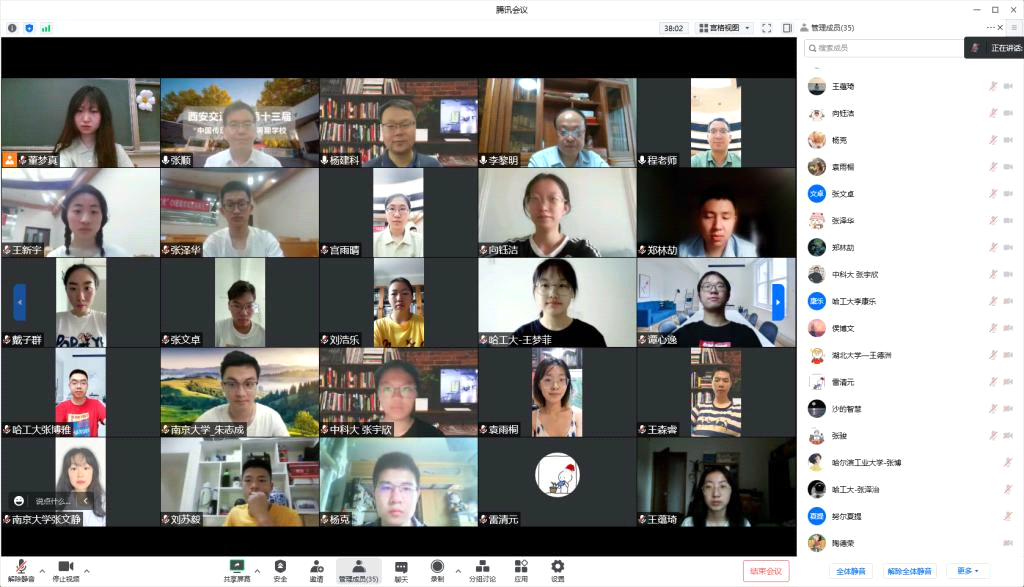 腾讯会议
38:02
宫格视图
管理成员(35)
搜索成员
正在讲话:
西安交
十三届
"中国传
暑期学校
董梦真
张顺
杨建科
李黎明
程老师
王新宇
张泽华
宫雨晴
向钰洁
郑林劼
戴子群
张文卓
刘浩乐
哈工大-王梦菲
谭心逸
哈工大张博雅
南京大学_朱志成
中科大 张宇欣
袁雨桐
王森睿
说点什么...
南京大学张文静
刘苏毅
杨克
雷清元
王蕴琦
王蕴琦
向钰洁
杨克
袁雨桐
文卓
张文卓
张泽华
郑林劼
中科大 张宇欣
康乐
哈工大李康乐
侯博文
湖北大学—王德洲
雷清元
沙的智慧
张骏
哈尔滨工业大学-张博
哈工大-张泽治
夏提
努尔夏提
陶德荣
解除静音
停止视频
共享屏幕
安全
邀请
管理成员(35)
聊天
录制
分组讨论
应用
设置
结束会议
全体静音
解除全体静音
更多